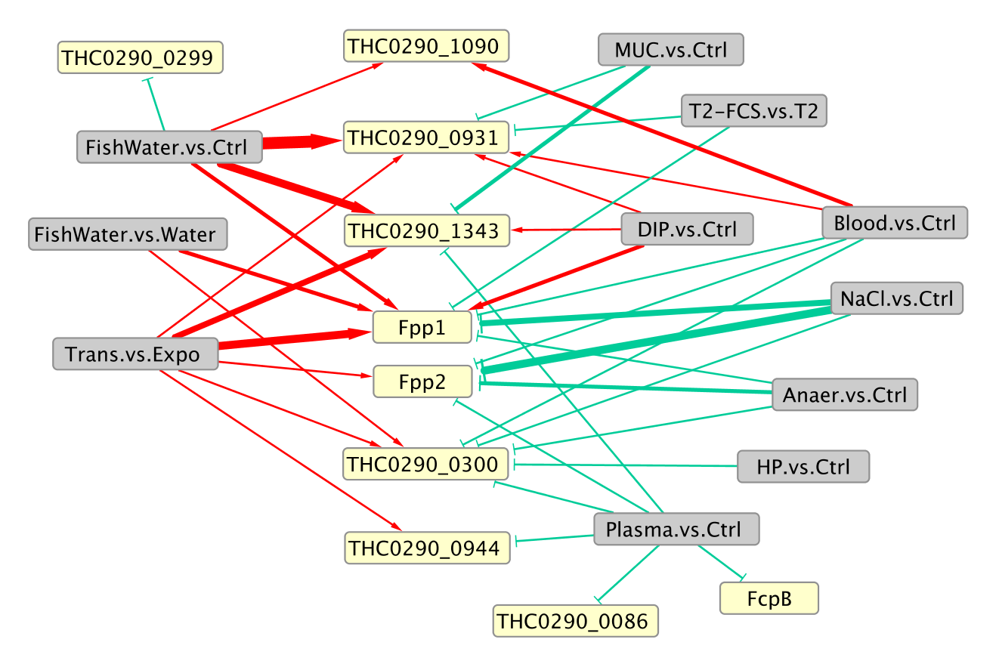 THC0290_0299
THC0290_1090
MUC.vs.Ctrl
T2-FCS.vs.T2
THC0290_0931
FishWater.vs.Ctrl
FishWater.vs.Water
THC0290_1343
DIP.vs.Ctrl
Blood.vs.Ctrl
NaCl.vs.Ctrl
Fpp1
Trans.vs.Expo
Fpp2
Anaer.vs.Ctrl
THC0290_0300
HP.vs.Ctrl
Plasma.vs.Ctrl
THC0290_0944
FcpB
THC0290_0086